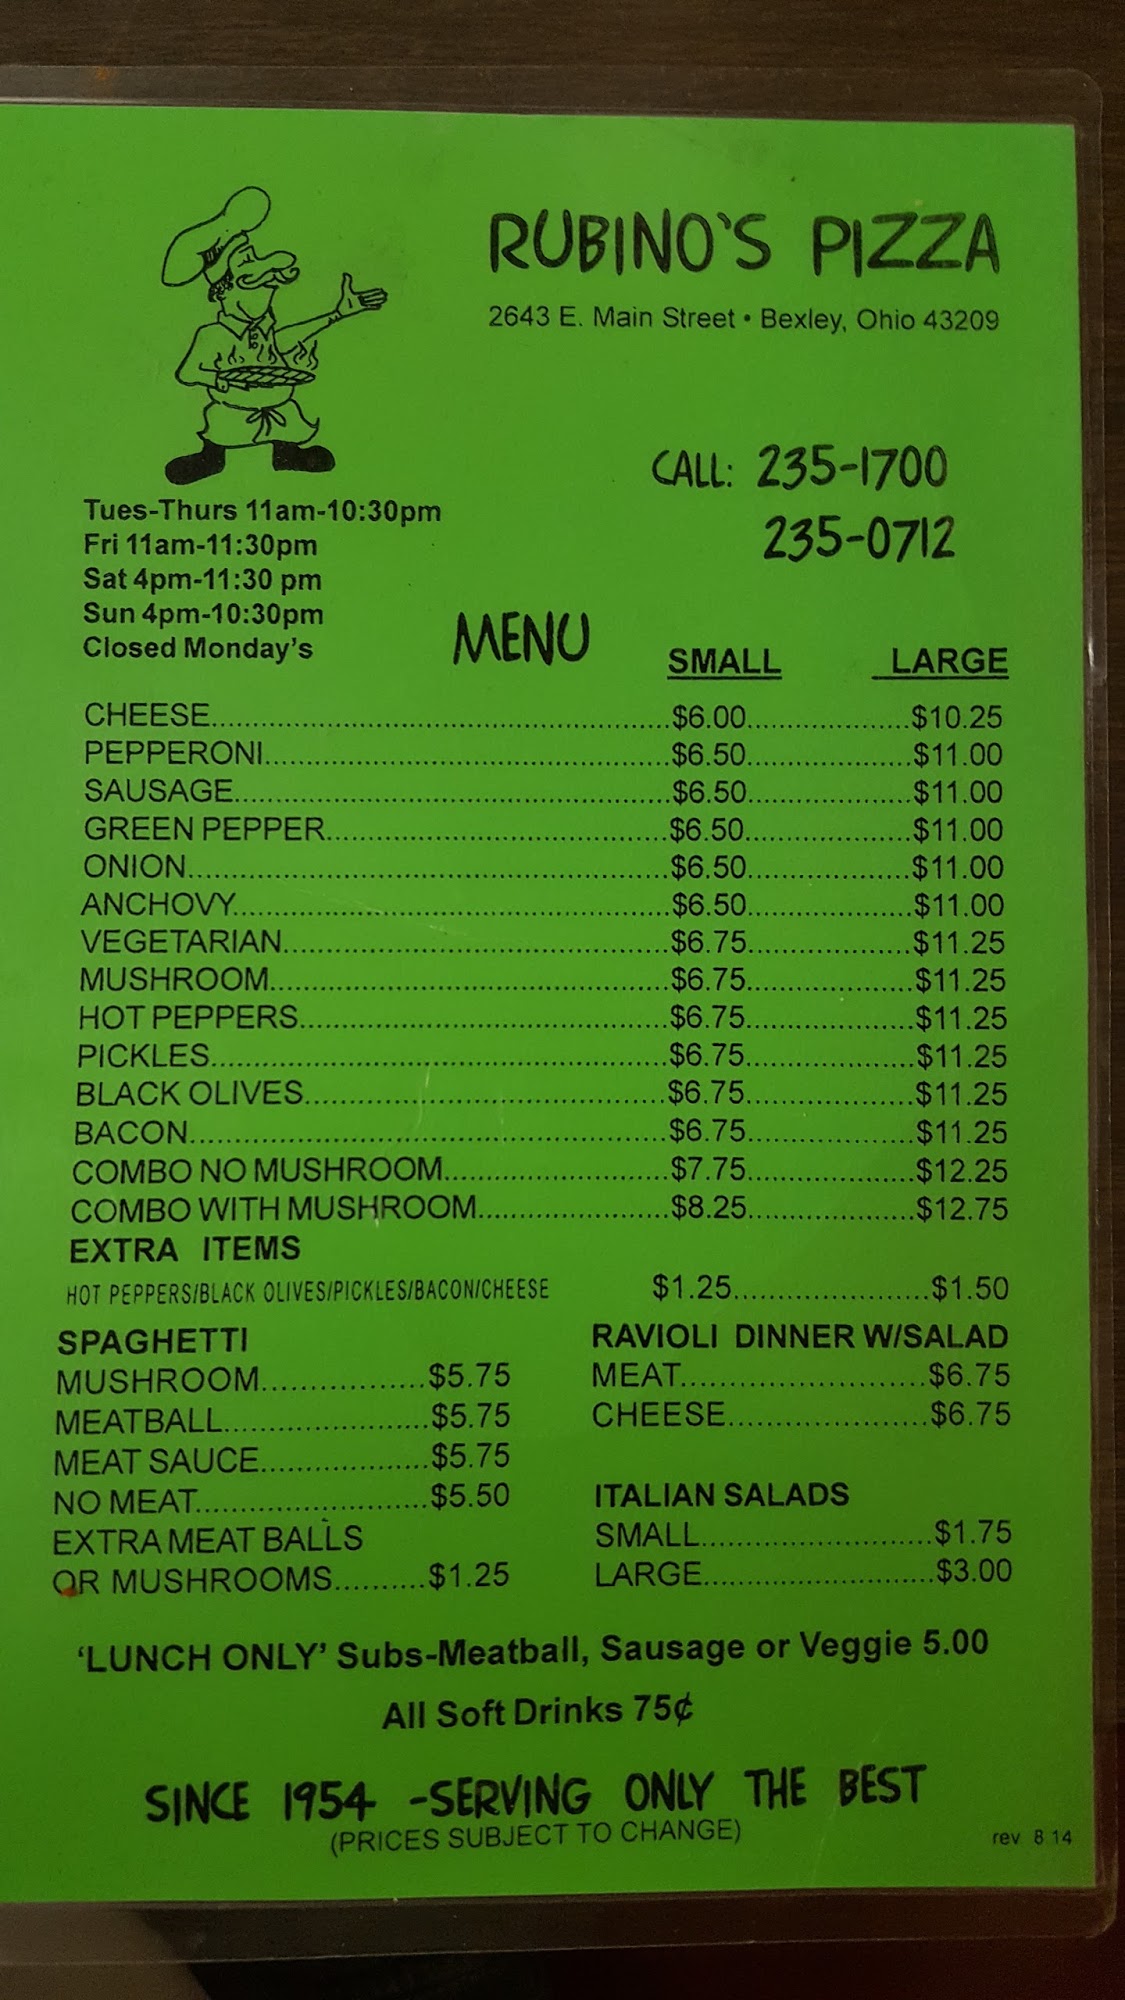 RUBINO'S PIZZA
2643 E. Main Street • Bexley, Ohio 43209
CALL: 235-1700
235-0712
Tues-Thurs 11am-10:30pm
Fri 11am-11:30pm
Sat 4pm-11:30 pm
Sun 4pm-10:30pm
Closed Monday's
MENU
SMALL LARGE
CHEESE $6.00 $10.25
PEPPERONI $6.50 $11.00
SAUSAGE $6.50 $11.00
GREEN PEPPER $6.50 $11.00
ONION $6.50 $11.00
ANCHOVY $6.50 $11.00
VEGETARIAN $6.75 $11.25
MUSHROOM $6.75 $11.25
HOT PEPPERS $6.75 $11.25
PICKLES $6.75 $11.25
BLACK OLIVES $6.75 $11.25
BACON $6.75 $11.25
COMBO NO MUSHROOM $7.75 $12.25
COMBO WITH MUSHROOM $8.25 $12.75
EXTRA ITEMS
HOT PEPPERS/BLACK OLIVES/PICKLES/BACON/CHEESE $1.25 $1.50
SPAGHETTI
MUSHROOM $5.75
MEATBALL $5.75
MEAT SAUCE $5.75
NO MEAT $5.50
EXTRA MEAT BALLS
OR MUSHROOMS $1.25
RAVIOLI DINNER W/SALAD
MEAT $6.75
CHEESE $6.75
ITALIAN SALADS
SMALL $1.75
LARGE $3.00
'LUNCH ONLY' Subs-Meatball, Sausage or Veggie 5.00
All Soft Drinks 75¢
SINCE 1954 -SERVING ONLY THE BEST
(PRICES SUBJECT TO CHANGE)
rev 8 14